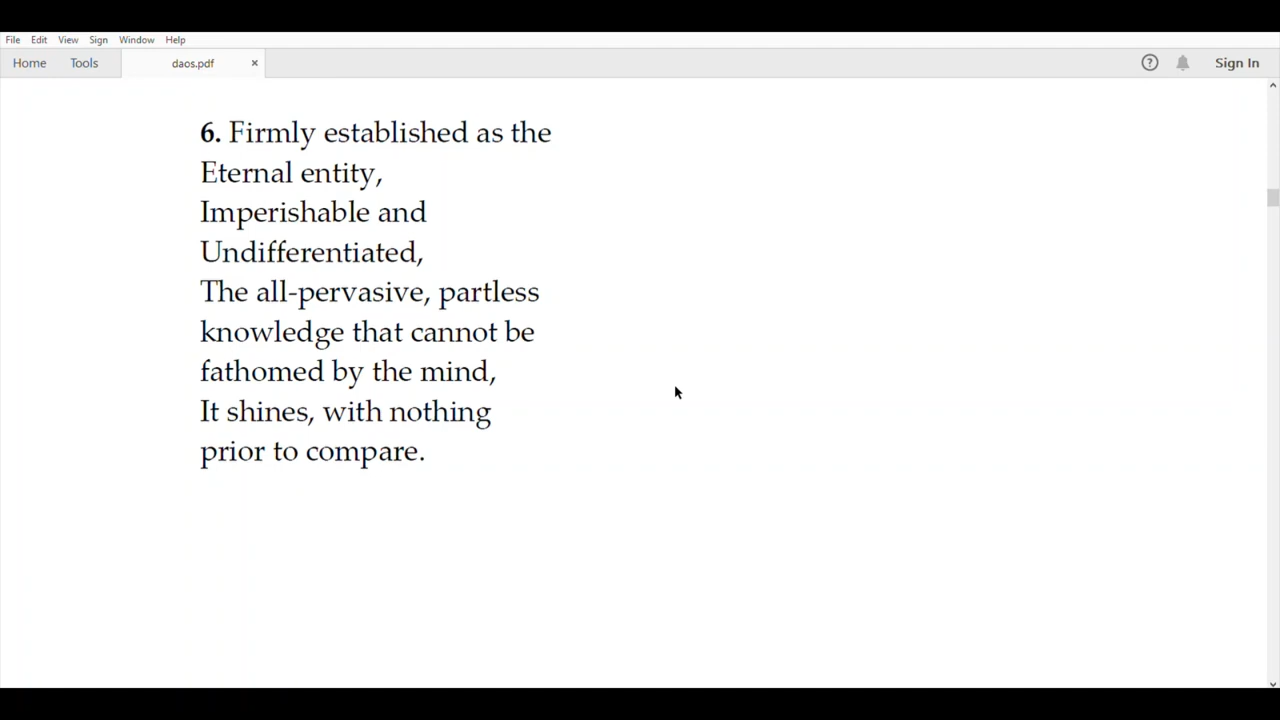 File Edit View Sign Window Help
Home Tools daos.pdf × ? Sign In
6. Firmly established as the
Eternal entity,
Imperishable and
Undifferentiated,
The all-pervasive, partless
knowledge that cannot be
fathomed by the mind,
It shines, with nothing
prior to compare.